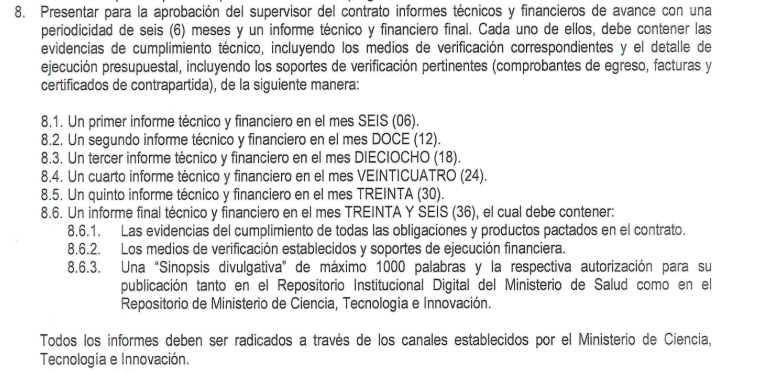 8. Presentar para la aprobación del supervisor del contrato informes técnicos y financieros de avance con una
periodicidad de seis (6) meses y un informe técnico y financiero final. Cada uno de ellos, debe contener las
evidencias de cumplimiento técnico, incluyendo los medios de verificación correspondientes y el detalle de
ejecución presupuestal, incluyendo los soportes de verificación pertinentes (comprobantes de egreso, facturas y
certificados de contrapartida), de la siguiente manera:
8.1. Un primer informe técnico y financiero en el mes SEIS (06).
8.2. Un segundo informe técnico y financiero en el mes DOCE (12).
8.3. Un tercer informe técnico y financiero en el mes DIECIOCHO (18).
8.4. Un cuarto informe técnico y financiero en el mes VEINTICUATRO (24).
8.5. Un quinto informe técnico y financiero en el mes TREINTA (30).
8.6. Un informe final técnico y financiero en el mes TREINTA Y SEIS (36), el cual debe contener:
8.6.1. Las evidencias del cumplimiento de todas las obligaciones y productos pactados en el contrato.
8.6.2. Los medios de verificación establecidos y soportes de ejecución financiera.
8.6.3. Una “Sinopsis divulgativa” de máximo 1000 palabras y la respectiva autorización para su
publicación tanto en el Repositorio Institucional Digital del Ministerio de Salud como en el
Repositorio de Ministerio de Ciencia, Tecnología e Innovación.
Todos los informes deben ser radicados a través de los canales establecidos por el Ministerio de Ciencia,
Tecnología e Innovación.